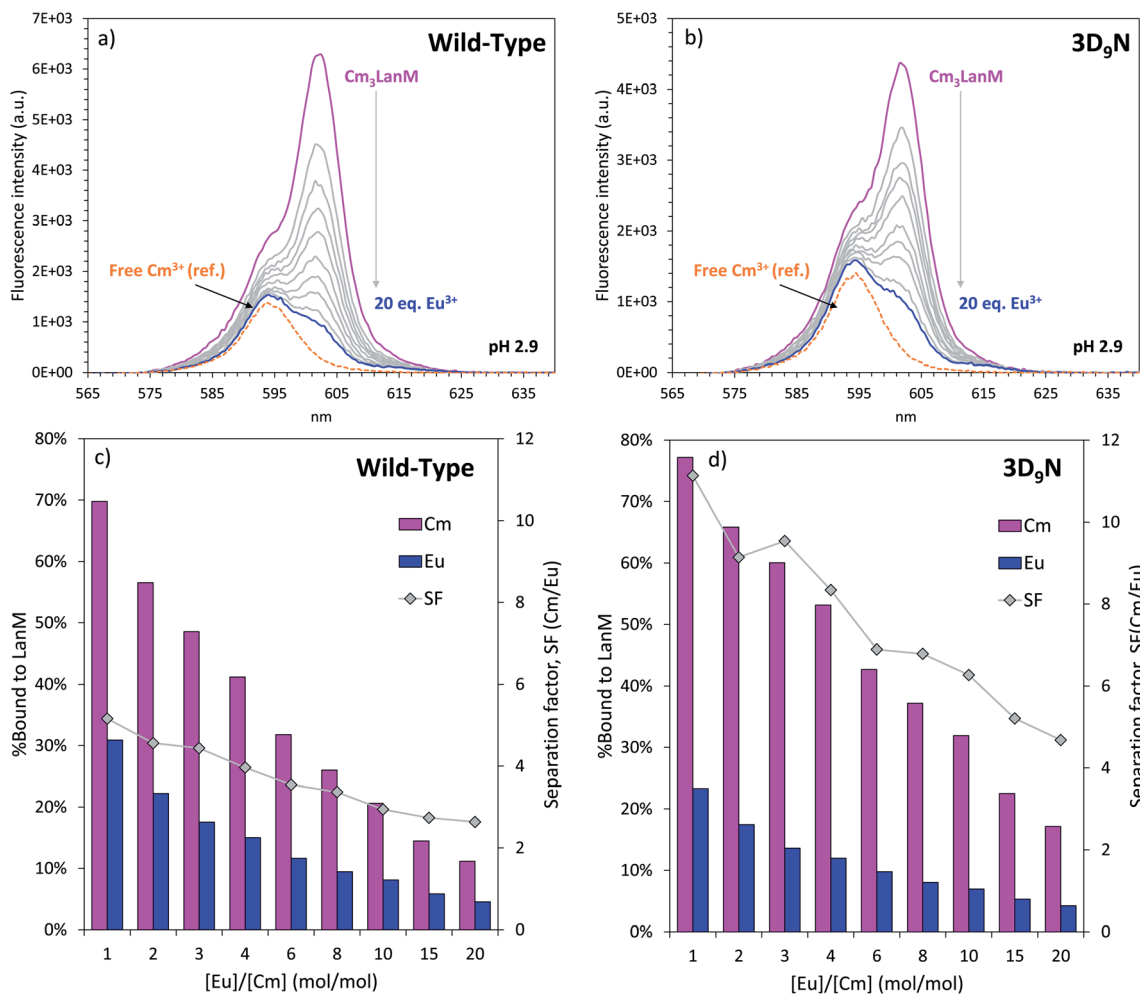 a)
Wild-Type
7E+03
6E+03
5E+03
4E+03
3E+03
2E+03
1E+03
0E+00
Fluorescence intensity (a.u.)
Cm₃LanM
Free Cm³⁺ (ref.)
20 eq. Eu³⁺
pH 2.9
565 575 585 595 605 615 625 635
nm
b)
3D₉N
5E+03
4E+03
3E+03
2E+03
1E+03
0E+00
Fluorescence intensity (a.u.)
Cm₃LanM
Free Cm³⁺ (ref.)
20 eq. Eu³⁺
pH 2.9
565 575 585 595 605 615 625 635
nm
c)
Wild-Type
80%
70%
60%
50%
40%
30%
20%
10%
0%
%Bound to LanM
Cm
Eu
SF
12
10
8
6
4
2
0
Separation factor, SF (Cm/Eu)
1 2 3 4 6 8 10 15 20
[Eu]/[Cm] (mol/mol)
d)
3D₉N
80%
70%
60%
50%
40%
30%
20%
10%
0%
%Bound to LanM
Cm
Eu
SF
12
10
8
6
4
2
0
Separation factor, SF (Cm/Eu)
1 2 3 4 6 8 10 15 20
[Eu]/[Cm] (mol/mol)